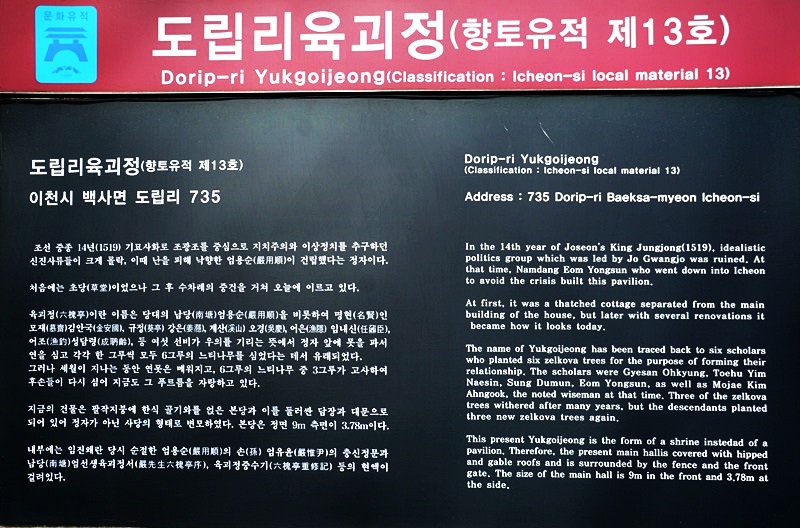 문화유적
도립리육괴정(향토유적 제13호)
Dorip-ri Yukgoijeong(Classification : Icheon-si local material 13)
도립리육괴정(향토유적 제13호)
이천시 백사면 도립리 735
조선 중종 14년(1519) 기묘사화로 조광조를 중심으로 지치주의와 이상정치를 추구하던
신진사류들이 크게 몰락, 이때 난을 피해 낙향한 엄용순(嚴用順)이 건립했다는 정자이다.
처음에는 초당(草堂)이었으나 그 후 수차례의 중건을 거쳐 오늘에 이르고 있다.
육괴정(六槐亭)이란 이름은 당대의 남당(南塘)엄용순(嚴用順)을 비롯하여 명현(名賢)인
모재(慕齋)김안국(金安國), 규정(葵亭) 강은(姜㶏), 계산(溪山) 오경(吳慶), 어은(漁隱) 임내신(任鼐臣),
어조(漁釣)성담령(成聃齡), 등 여섯 선비가 우의를 기리는 뜻에서 정자 앞에 못을 파서
연을 심고 각각 한 그루씩 모두 6그루의 느티나무를 심었다는 데서 유래되었다.
그러나 세월이 지나는 동안 연못은 메워지고, 6그루의 느티나무 중 3그루가 고사하여
후손들이 다시 심어 지금도 그 푸르름을 자랑하고 있다.
지금의 건물은 팔작지붕에 한식 골기와를 얹은 본당과 이를 둘러싼 담장과 대문으로
되어 있어 정자가 아닌 사당의 형태로 변모하였다. 본당은 정면 9m 측면이 3.78m이다.
내부에는 임진왜란 당시 순절한 엄용순(嚴用順)의 손(孫) 엄유윤(嚴惟尹)의 충신정문과
남당(南塘)엄선생육괴정서(嚴先生六槐亭序), 육괴정중수기(六槐亭重修記) 등의 현액이
걸려있다.
Dorip-ri Yukgoijeong
(Classification : Icheon-si local material 13)
Address : 735 Dorip-ri Baeksa-myeon Icheon-si
In the 14th year of Joseon's King Jungjong(1519), idealistic
politics group which was led by Jo Gwangjo was ruined. At
that time, Namdang Eom Yongsun who went down into Icheon
to avoid the crisis built this pavilion.
At first, it was a thatched cottage separated from the main
building of the house, but later with several renovations it
became how it looks today.
The name of Yukgoijeong has been traced back to six scholars
who planted six zelkova trees for the purpose of forming their
relationship. The scholars were Gyesan Ohkyung, Toehu Yim
Naesin, Sung Dumun, Eom Yongsun, as well as Mojae Kim
Ahngook, the noted wiseman at that time. Three of the zelkova
trees withered after many years, but the descendants planted
three new zelkova trees again.
This present Yukgoijeong is the form of a shrine instedad of a
pavilion. Therefore, the present main hallis covered with hipped
and gable roofs and is surrounded by the fence and the front
gate. The size of the main hall is 9m in the front and 3.78m at
the side.